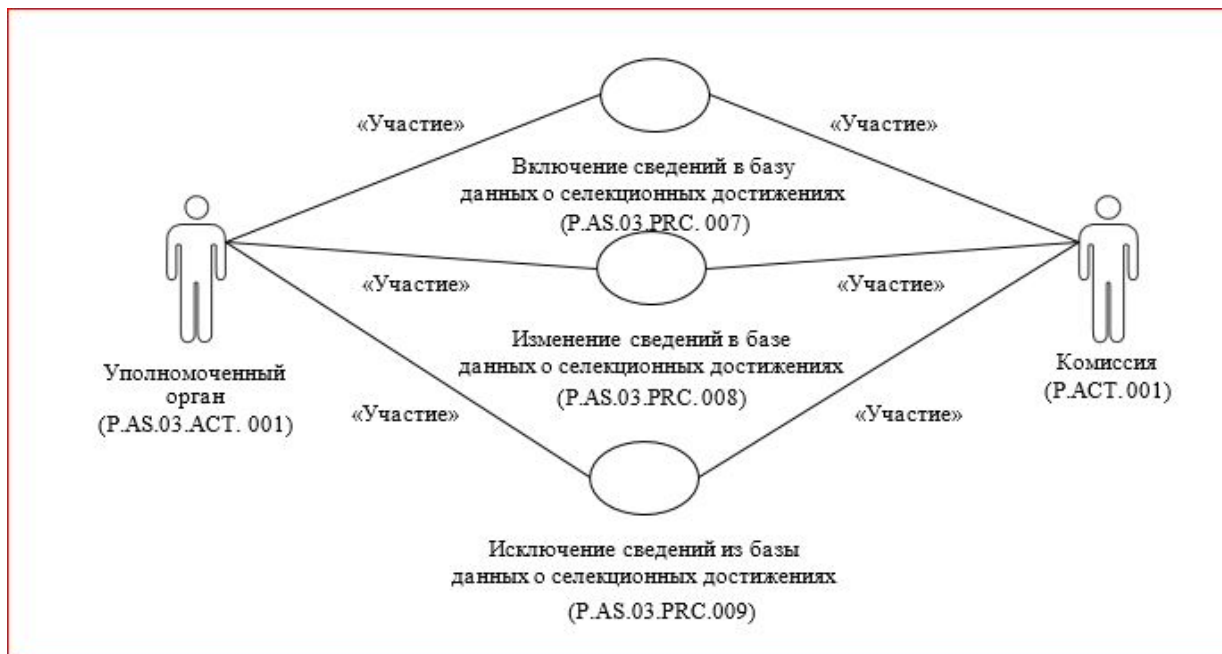 «Участие»
«Участие»
Включение сведений в базу
данных о селекционных достижениях
(P.AS.03.PRC. 007)
«Участие»
«Участие»
Изменение сведений в базе
данных о селекционных достижениях
(P.AS.03.PRC. 008)
Уполномоченный
орган
(P.AS.03.ACT. 001)
Комиссия
(P.ACT. 001)
«Участие»
«Участие»
Исключение сведений из базы
данных о селекционных достижениях
(P.AS.03.PRC.009)